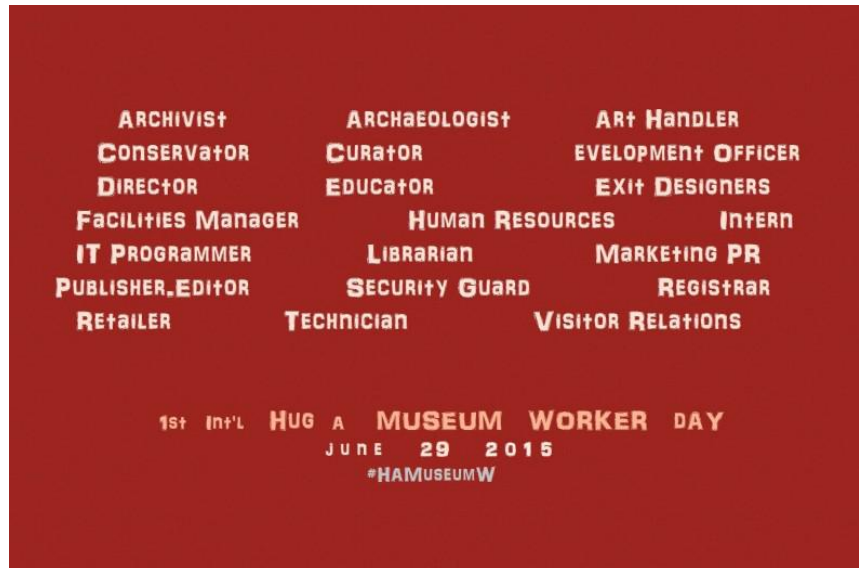 Archivist Archaeologist Art Handler
Conservator Curator evelopment Officer
Director Educator Exit Designers
Facilities Manager Human Resources Intern
IT Programmer Librarian Marketing PR
Publisher.Editor Security Guard Registrar
Retailer Technician Visitor Relations
1st Int'l Hug a MUSEUM WORKER DAY
June 29 2015
#HAMuseumW